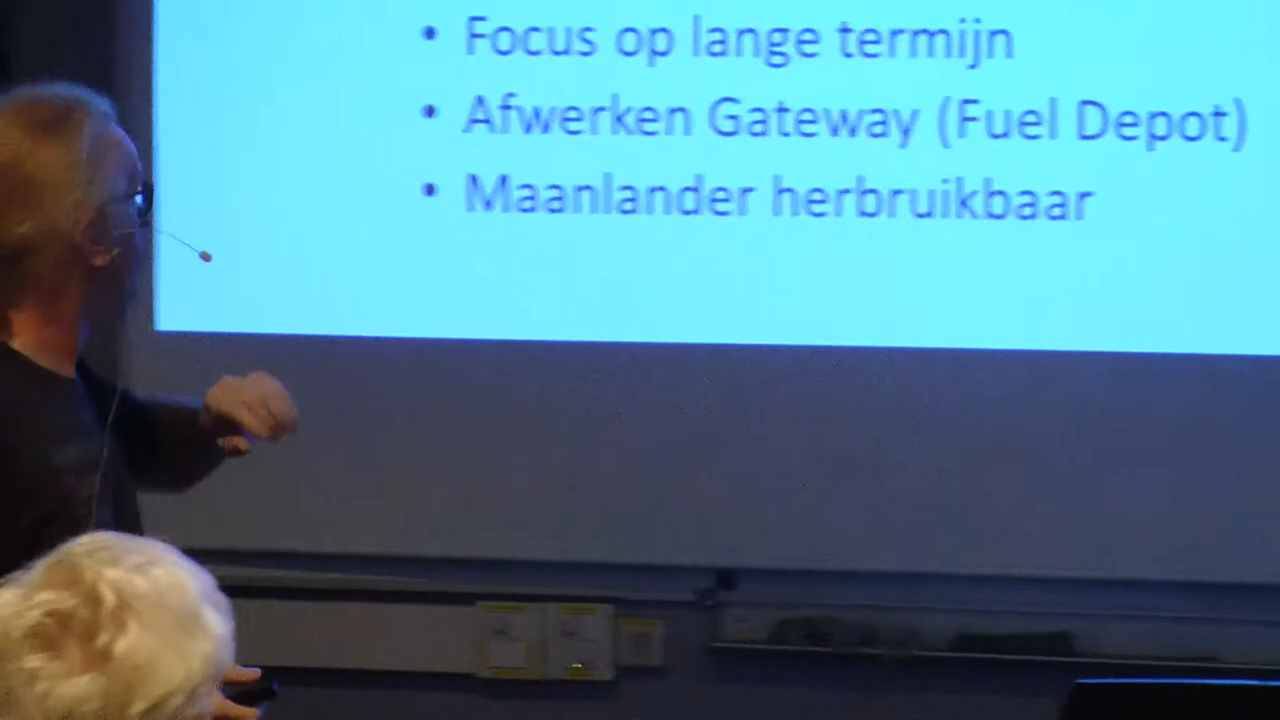 • Focus op lange termijn
• Afwerken Gateway (Fuel Depot)
• Maanlander herbruikbaar